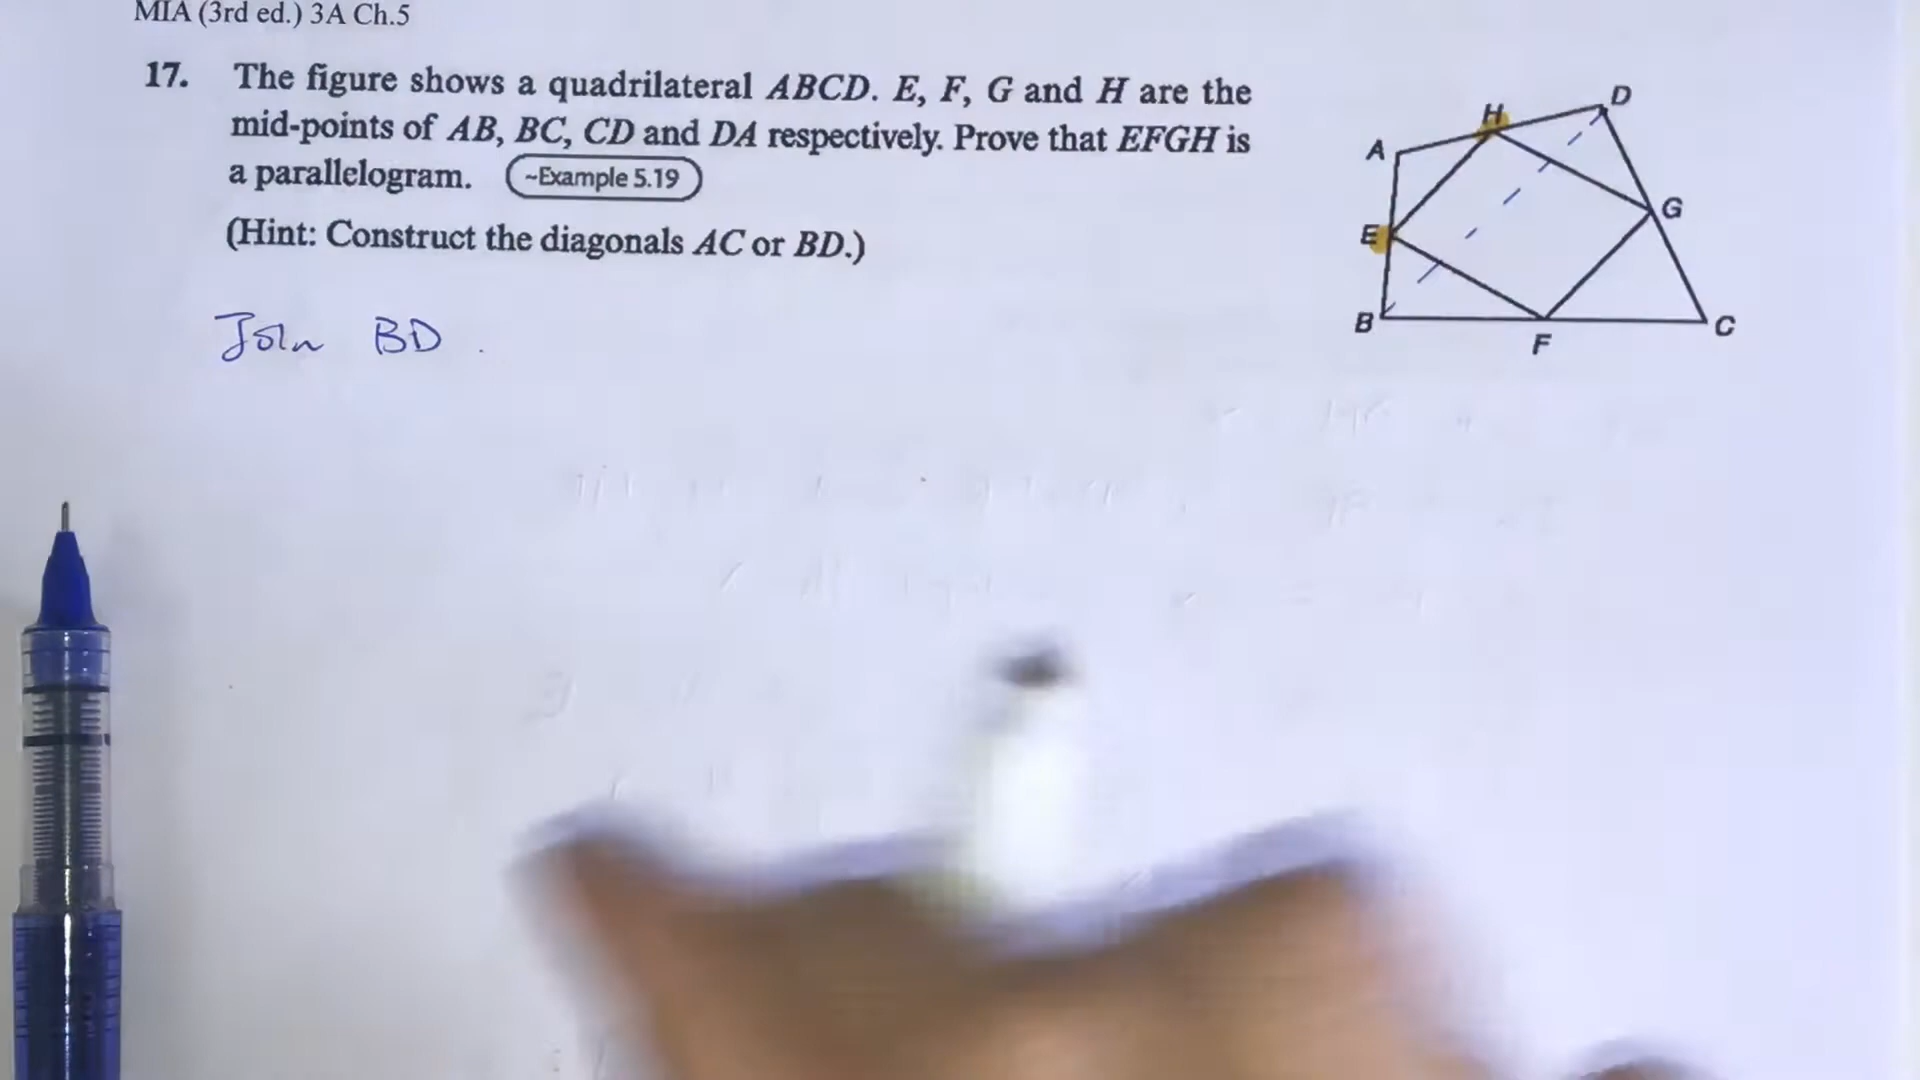 MIA (3rd ed.) 3A Ch.5
17. The figure shows a quadrilateral ABCD. E, F, G and H are the
mid-points of AB, BC, CD and DA respectively. Prove that EFGH is
a parallelogram. ~Example 5.19
(Hint: Construct the diagonals AC or BD.)
Join BD.
D
H
A
G
E
B
F
C